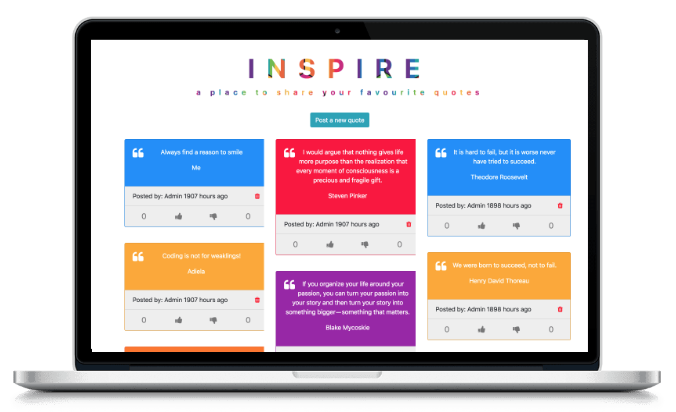 INSPIRE
a place to share your favourite quotes
Post a new quote
Always find a reason to smile
Me
Posted by: Admin 1907 hours ago
0 0
Coding is not for weaklings!
Adiela
Posted by: Admin 1907 hours ago
0 0
I would argue that nothing gives life
more purpose than the realization that
every moment of consciousness is a
precious and fragile gift.
Steven Pinker
Posted by: Admin 1907 hours ago
0 0
If you organize your life around your
passion, you can turn your passion into
your story and then turn your story into
something bigger—something that matters.
Blake Mycoskie
It is hard to fail, but it is worse never
have tried to succeed.
Theodore Roosevelt
Posted by: Admin 1898 hours ago
0 0
We were born to succeed, not to fail.
Henry David Thoreau
Posted by: Admin 1898 hours ago
0 0